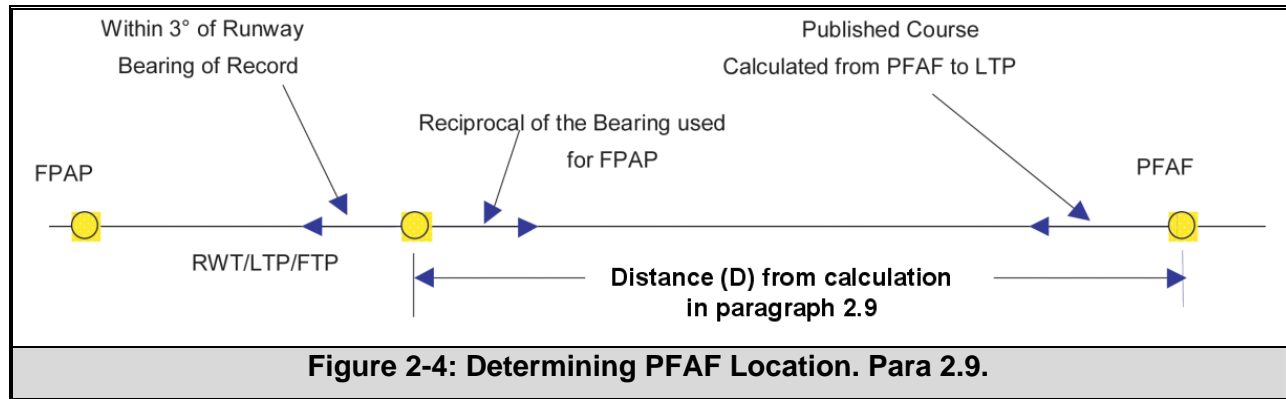 Within 3° of Runway
Bearing of Record
Published Course
Calculated from PFAF to LTP
Reciprocal of the Bearing used
for FPAP
FPAP
PFAF
RWT/LTP/FTP
Distance (D) from calculation
in paragraph 2.9
Figure 2-4: Determining PFAF Location. Para 2.9.